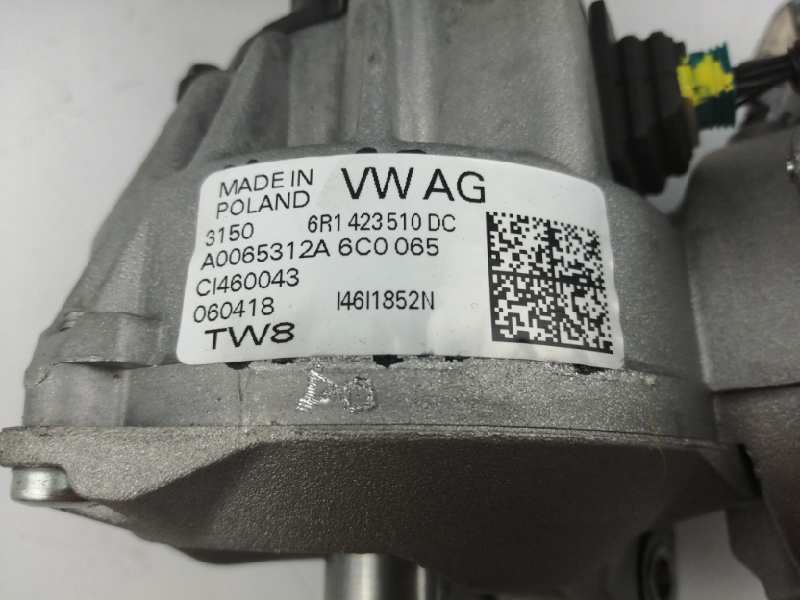 MADE IN
POLAND
VW AG
3150
6R1 423 510 DC
A0065312A 6C0 065
CI460043
060418
I46I1852N
TW8